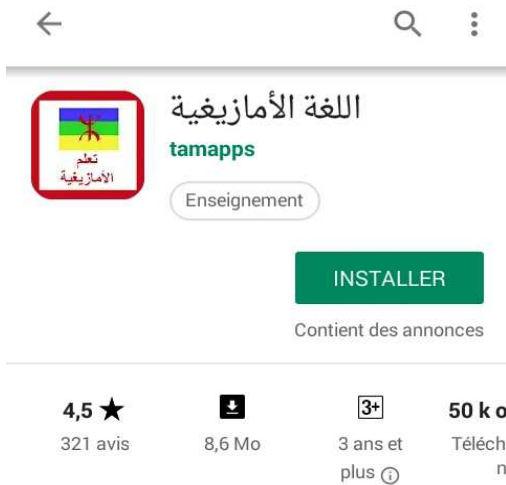 اللغة الأمازيغية
تعلم
الأمازيغية
tamapps
Enseignement
INSTALLER
Contient des annonces
4,5 ★
321 avis
8,6 Mo
3+
3 ans et
plus
50 k o
Téléch
n